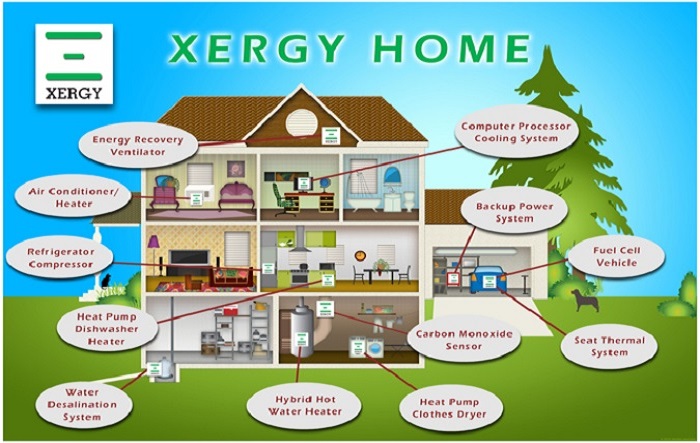 XERGY HOME
XERGY
Energy Recovery
Ventilator
Computer Processor
Cooling System
Air Conditioner/
Heater
Backup Power
System
Refrigerator
Compressor
Fuel Cell
Vehicle
Heat Pump
Dishwasher
Heater
Carbon Monoxide
Sensor
Seat Thermal
System
Water
Desalination
System
Hybrid Hot
Water Heater
Heat Pump
Clothes Dryer